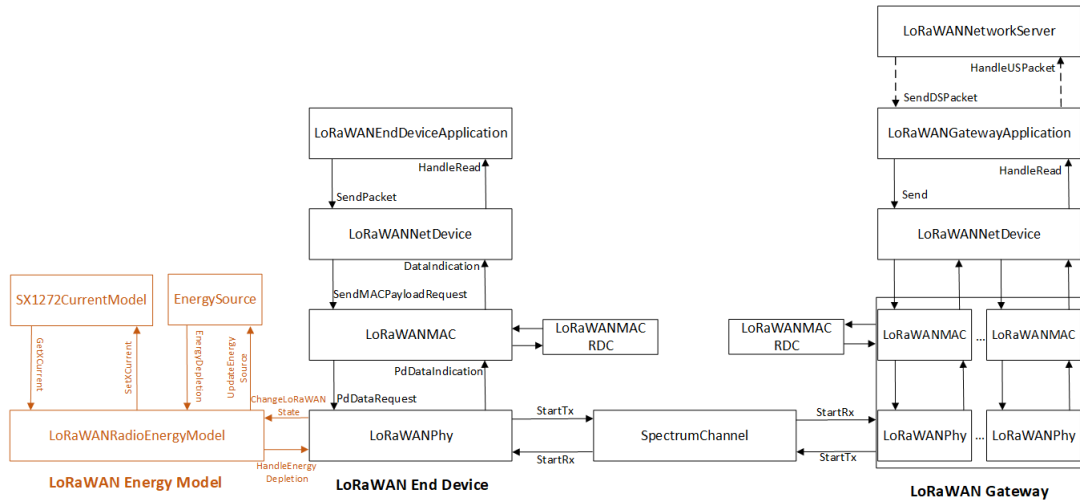 LoRaWANNetworkServer
HandleUSPacket
SendDSPacket
LoRaWANEndDeviceApplication
LoRaWANGatewayApplication
HandleRead
HandleRead
SendPacket
Send
LoRaWANNetDevice
LoRaWANNetDevice
DataIndication
SendMACPayloadRequest
SX1272CurrentModel
EnergySource
LoRaWANMAC
LoRaWANMAC
RDC
LoRaWANMAC
RDC
LoRaWANMAC
...
LoRaWANMAC
GetXCurrent
SetXCurrent
EnergyDepletion
UpdateEnergy
Source
PdDataIndication
ChangeLoRaWAN
State
PdDataRequest
StartTx
StartRx
LoRaWANRadioEnergyModel
LoRaWANPhy
SpectrumChannel
LoRaWANPhy
...
LoRaWANPhy
StartRx
StartTx
HandleEnergy
Depletion
LoRaWAN Energy Model
LoRaWAN End Device
LoRaWAN Gateway